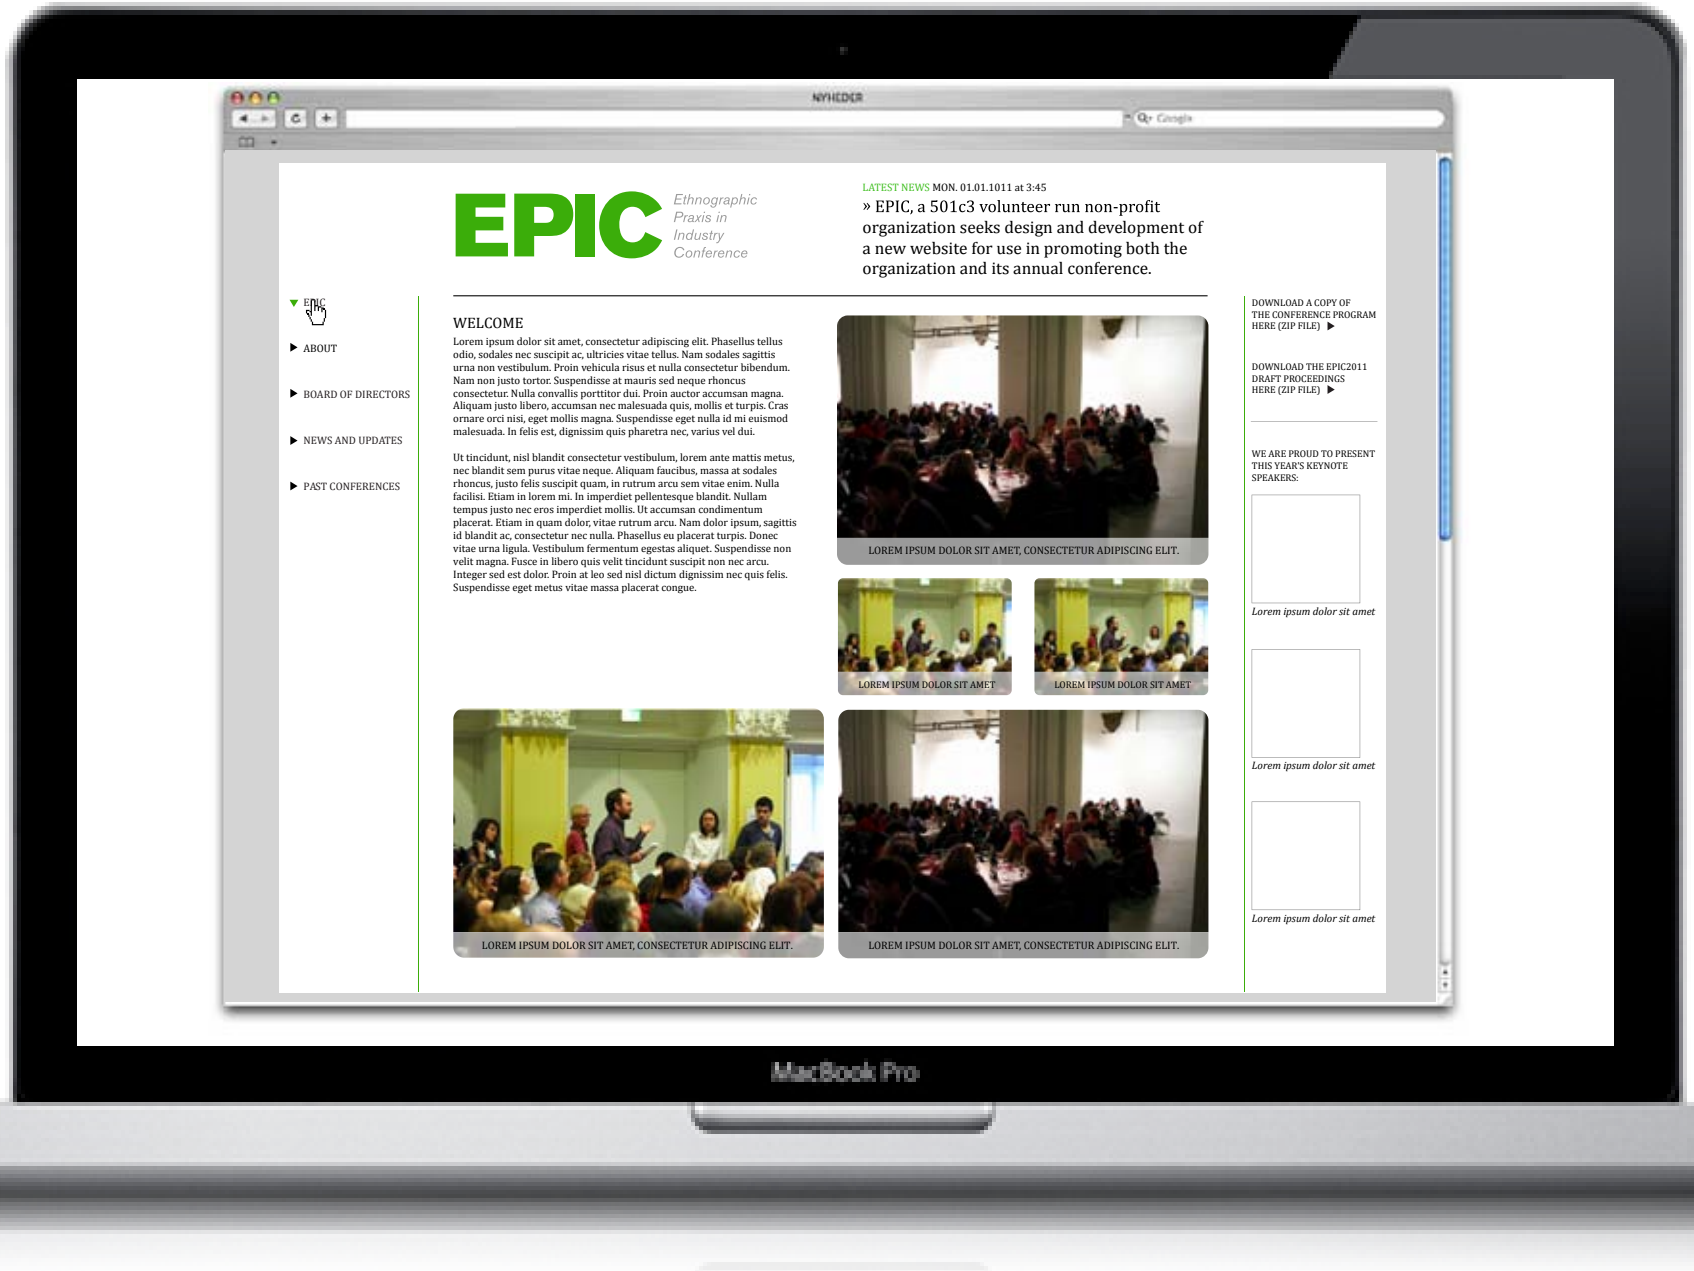 NYHEDER
Google
EPIC
Ethnographic
Praxis in
Industry
Conference
LATEST NEWS MON. 01.01.1011 at 3:45
» EPIC, a 501c3 volunteer run non-profit
organization seeks design and development of
a new website for use in promoting both the
organization and its annual conference.
EPIC
ABOUT
BOARD OF DIRECTORS
NEWS AND UPDATES
PAST CONFERENCES
WELCOME
Lorem ipsum dolor sit amet, consectetur adipiscing elit. Phasellus tellus
odio, sodales nec suscipit ac, ultricies vitae tellus. Nam sodales sagittis
urna non vestibulum. Proin vehicula risus et nulla consectetur bibendum.
Nam non justo tortor. Suspendisse at mauris sed neque rhoncus
consectetur. Nulla convallis porttitor dui. Proin auctor accumsan magna.
Aliquam justo libero, accumsan nec malesuada quis, mollis et turpis. Cras
ornare orci nisi, eget mollis magna. Suspendisse eget nulla id mi euismod
malesuada. In felis est, dignissim quis pharetra nec, varius vel dui.
Ut tincidunt, nisl blandit consectetur vestibulum, lorem ante mattis metus,
nec blandit sem purus vitae neque. Aliquam faucibus, massa at sodales
rhoncus, justo felis suscipit quam, in rutrum arcu sem vitae enim. Nulla
facilisi. Etiam in lorem mi. In imperdiet pellentesque blandit. Nullam
tempus justo nec eros imperdiet mollis. Ut accumsan condimentum
placerat. Etiam in quam dolor, vitae rutrum arcu. Nam dolor ipsum, sagittis
id blandit ac, consectetur nec nulla. Phasellus eu placerat turpis. Donec
vitae urna ligula. Vestibulum fermentum egestas aliquet. Suspendisse non
velit magna. Fusce in libero quis velit tincidunt suscipit non nec arcu.
Integer sed est dolor. Proin at leo sed nisl dictum dignissim nec quis felis.
Suspendisse eget metus vitae massa placerat congue.
LOREM IPSUM DOLOR SIT AMET, CONSECTETUR ADIPISCING ELIT.
LOREM IPSUM DOLOR SIT AMET
LOREM IPSUM DOLOR SIT AMET
LOREM IPSUM DOLOR SIT AMET, CONSECTETUR ADIPISCING ELIT.
LOREM IPSUM DOLOR SIT AMET, CONSECTETUR ADIPISCING ELIT.
DOWNLOAD A COPY OF
THE CONFERENCE PROGRAM
HERE (ZIP FILE)
DOWNLOAD THE EPIC2011
DRAFT PROCEEDINGS
HERE (ZIP FILE)
WE ARE PROUD TO PRESENT
THIS YEAR'S KEYNOTE
SPEAKERS:
Lorem ipsum dolor sit amet
Lorem ipsum dolor sit amet
Lorem ipsum dolor sit amet
MacBook Pro